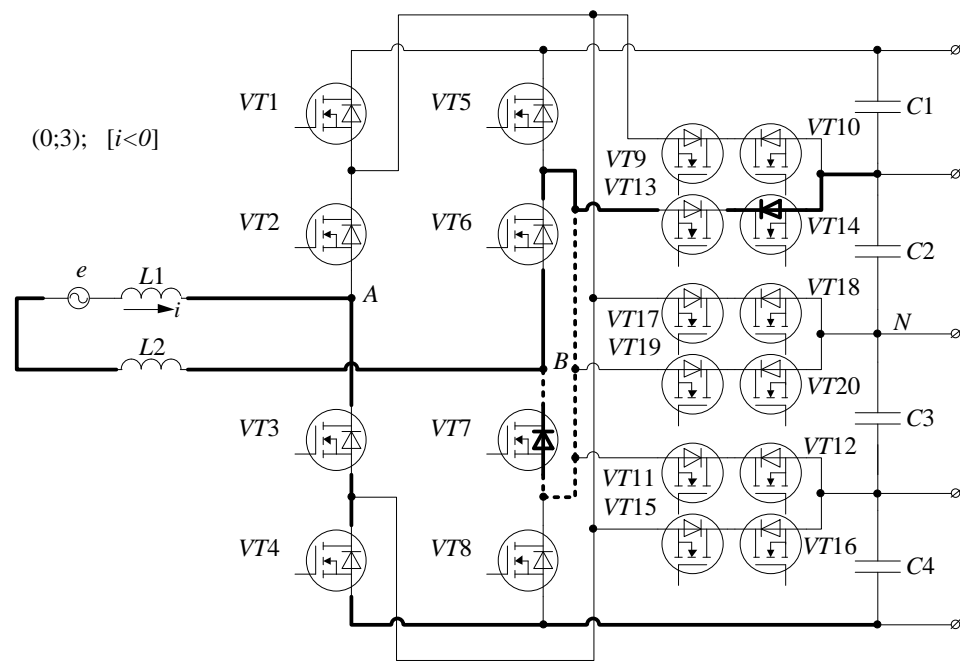 VT1
VT5
C1
(0;3); [i<0]
VT9
VT10
VT13
VT2
VT6
VT14
C2
e
L1
A
i
VT18
VT17
N
VT19
L2
B
VT20
VT3
VT7
C3
VT12
VT11
VT15
VT4
VT8
VT16
C4